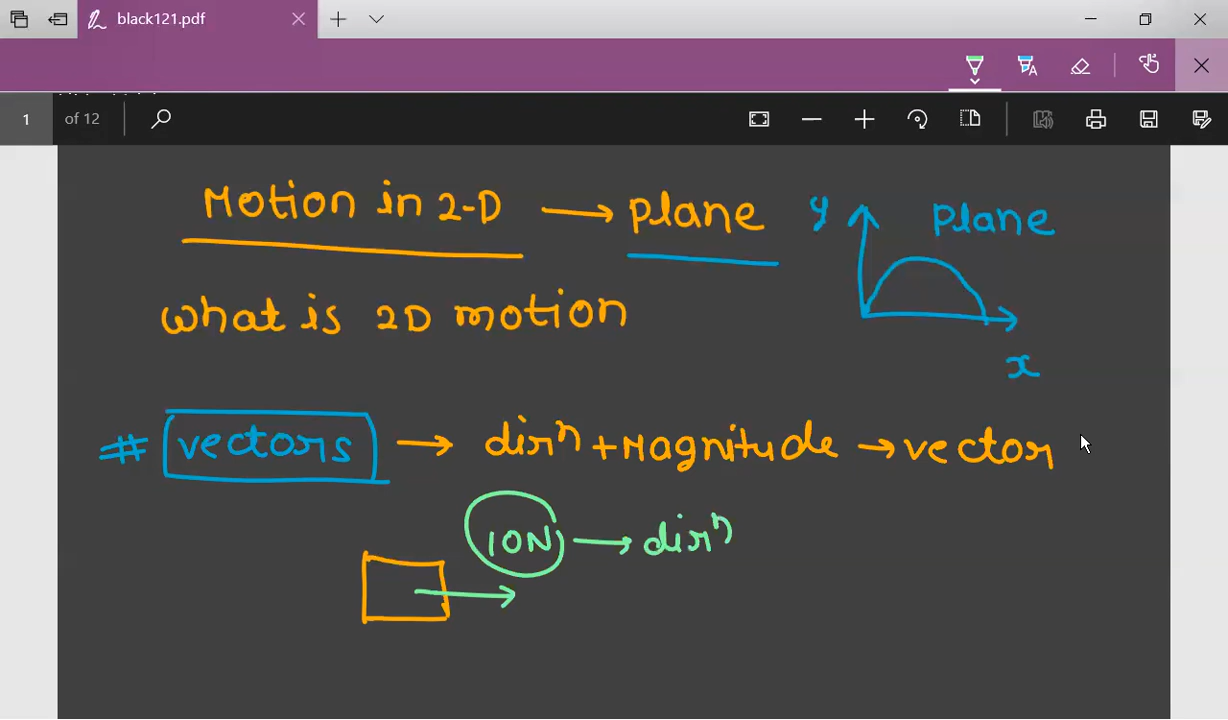 black121.pdf
1 of 12
Motion in 2-D → plane
y plane
what is 2D motion
x
# vectors → dirⁿ + Magnitude → vector
10N → dirⁿ